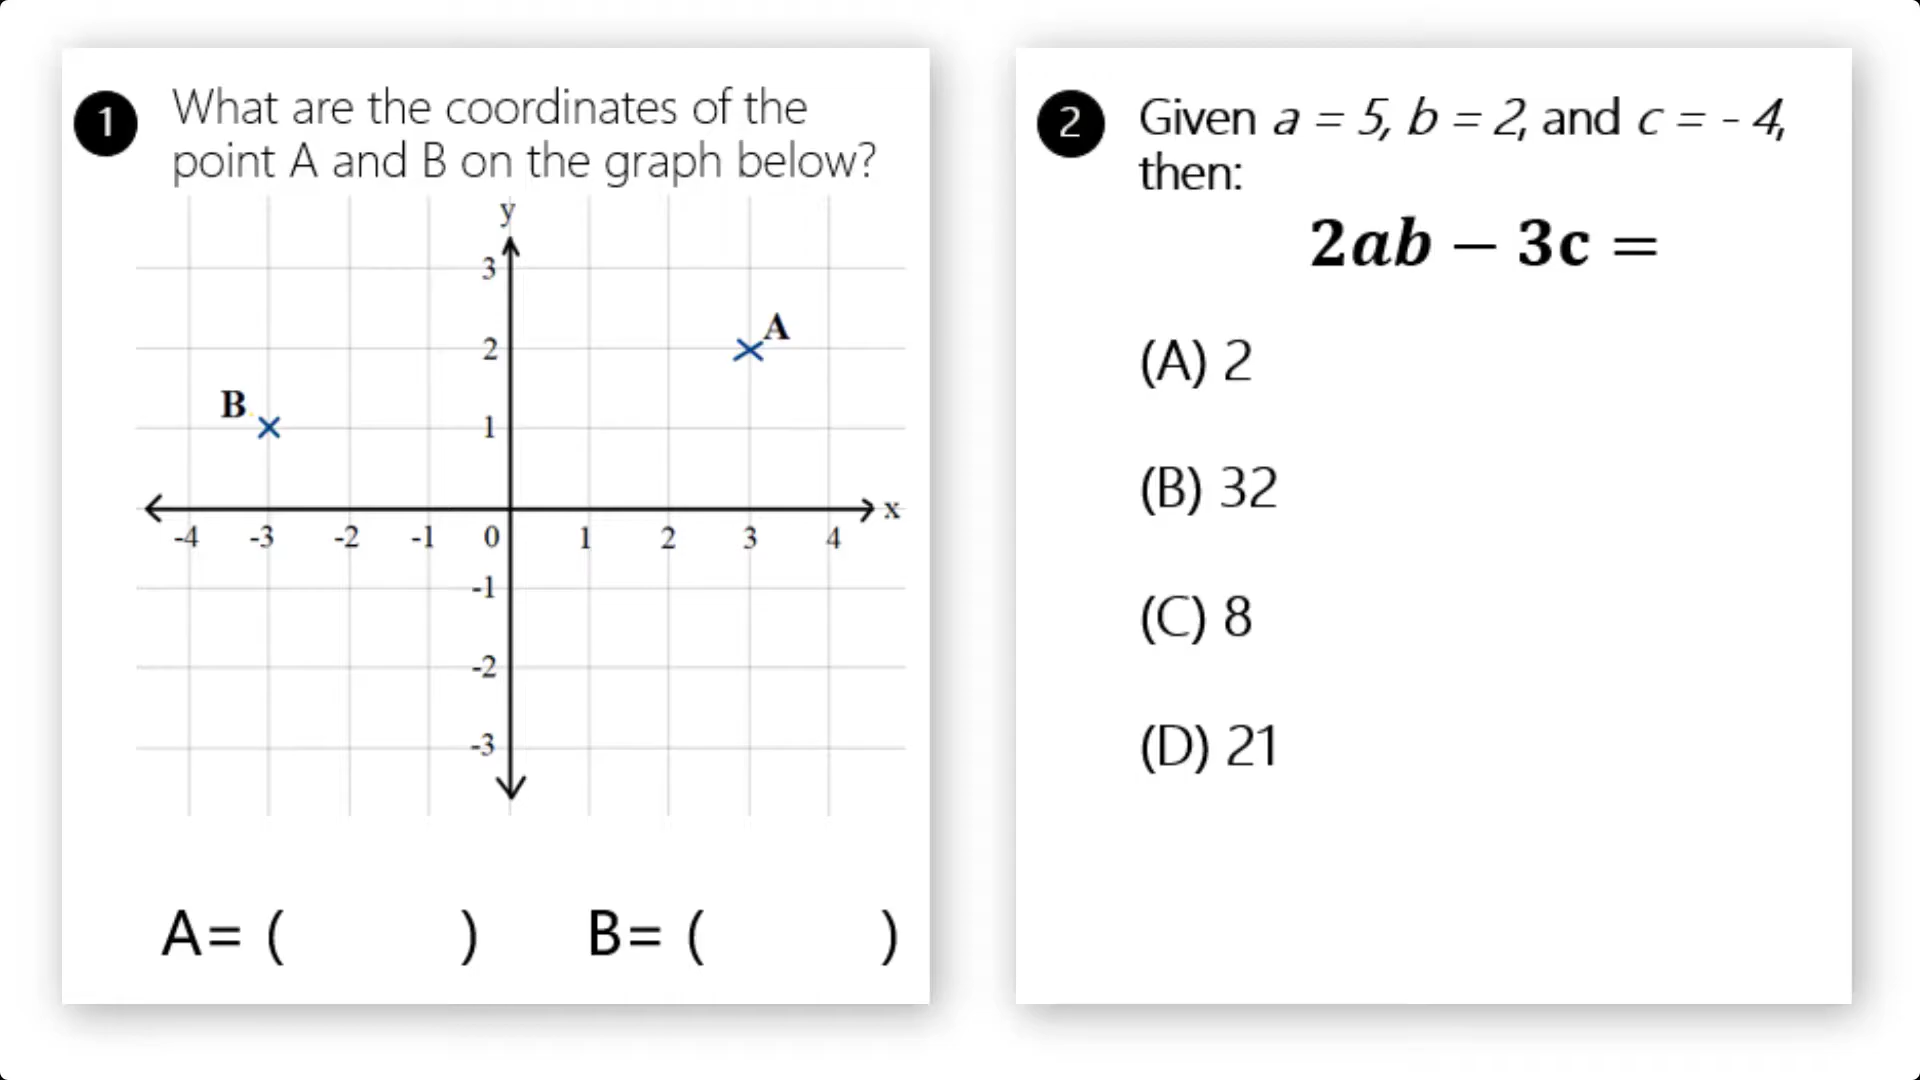 1
What are the coordinates of the
point A and B on the graph below?
y
3
A
2
B
1
x
-4 -3 -2 -1 0 1 2 3 4
-1
-2
-3
A= ( ) B= ( )
2
Given a = 5, b = 2, and c = - 4,
then:
2ab − 3c =
(A) 2
(B) 32
(C) 8
(D) 21